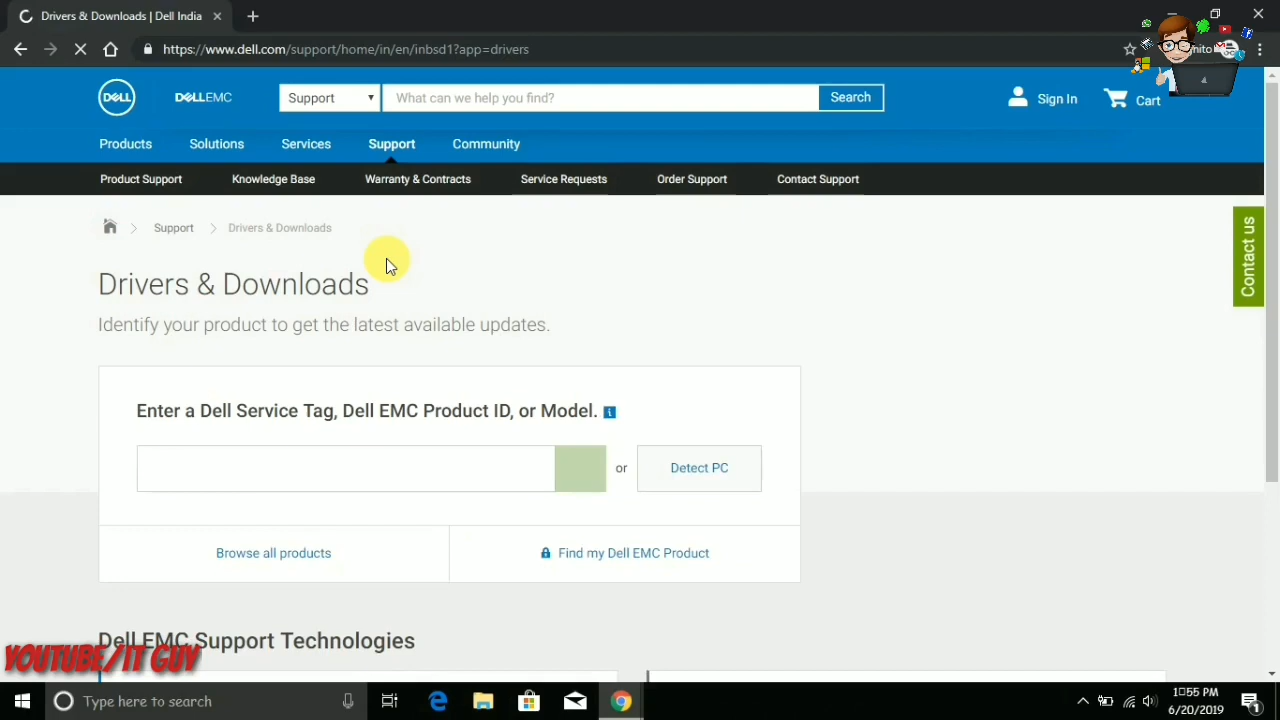 Drivers & Downloads | Dell India
https://www.dell.com/support/home/in/en/inbsd1?app=drivers
DELL
DELLEMC
Support
What can we help you find?
Search
Sign In
Cart
Products
Solutions
Services
Support
Community
Product Support
Knowledge Base
Warranty & Contracts
Service Requests
Order Support
Contact Support
Support
Drivers & Downloads
Contact us
Drivers & Downloads
Identify your product to get the latest available updates.
Enter a Dell Service Tag, Dell EMC Product ID, or Model.
or
Detect PC
Browse all products
Find my Dell EMC Product
Dell EMC Support Technologies
YOUTUBE/IT GUY
Type here to search
1:55 PM
6/20/2019
1